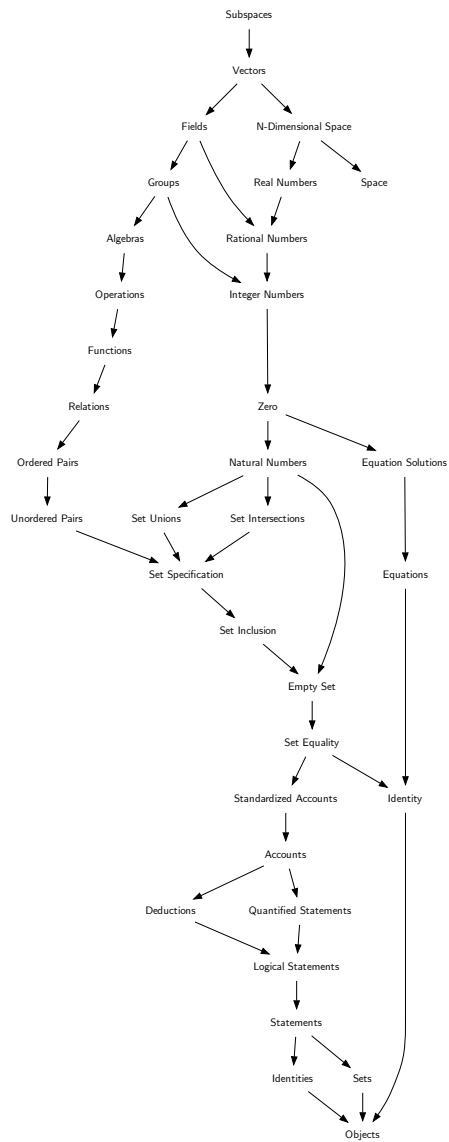 Subspaces
Vectors
Fields
N-Dimensional Space
Groups
Real Numbers
Space
Algebras
Rational Numbers
Operations
Integer Numbers
Functions
Relations
Zero
Ordered Pairs
Natural Numbers
Equation Solutions
Unordered Pairs
Set Unions
Set Intersections
Set Specification
Equations
Set Inclusion
Empty Set
Set Equality
Standardized Accounts
Identity
Accounts
Deductions
Quantified Statements
Logical Statements
Statements
Identities
Sets
Objects